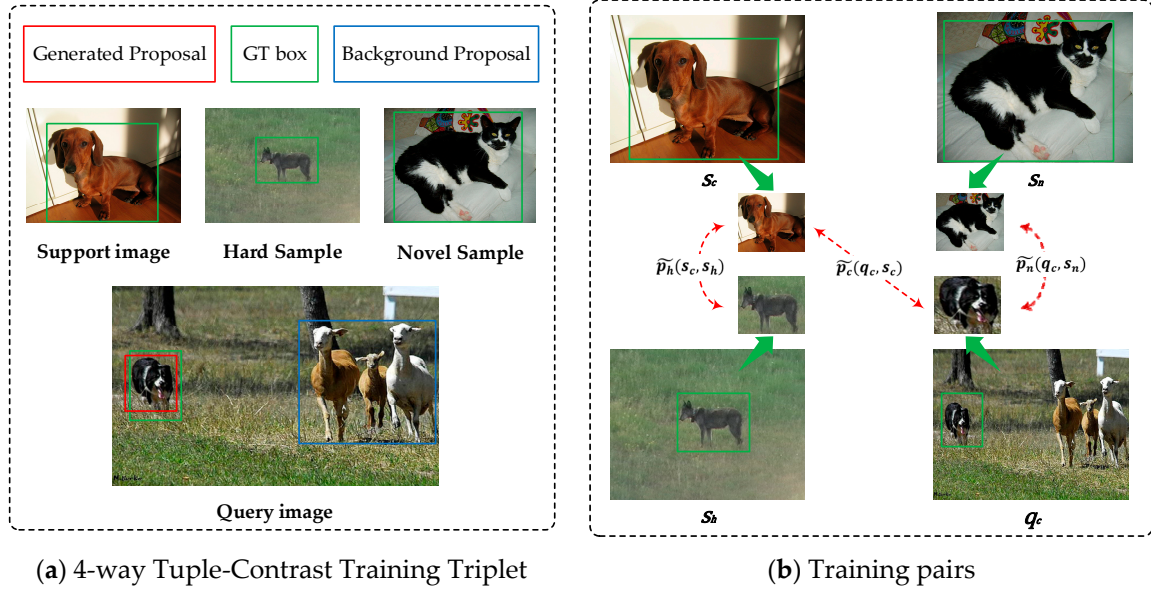 Generated Proposal
GT box
Background Proposal
Support image
Hard Sample
Novel Sample
Query image
(a) 4-way Tuple-Contrast Training Triplet
S_c
S_n
p̃_h(s_c, s_h)
p̃_c(q_c, s_c)
p̃_n(q_c, s_n)
S_h
q_c
(b) Training pairs